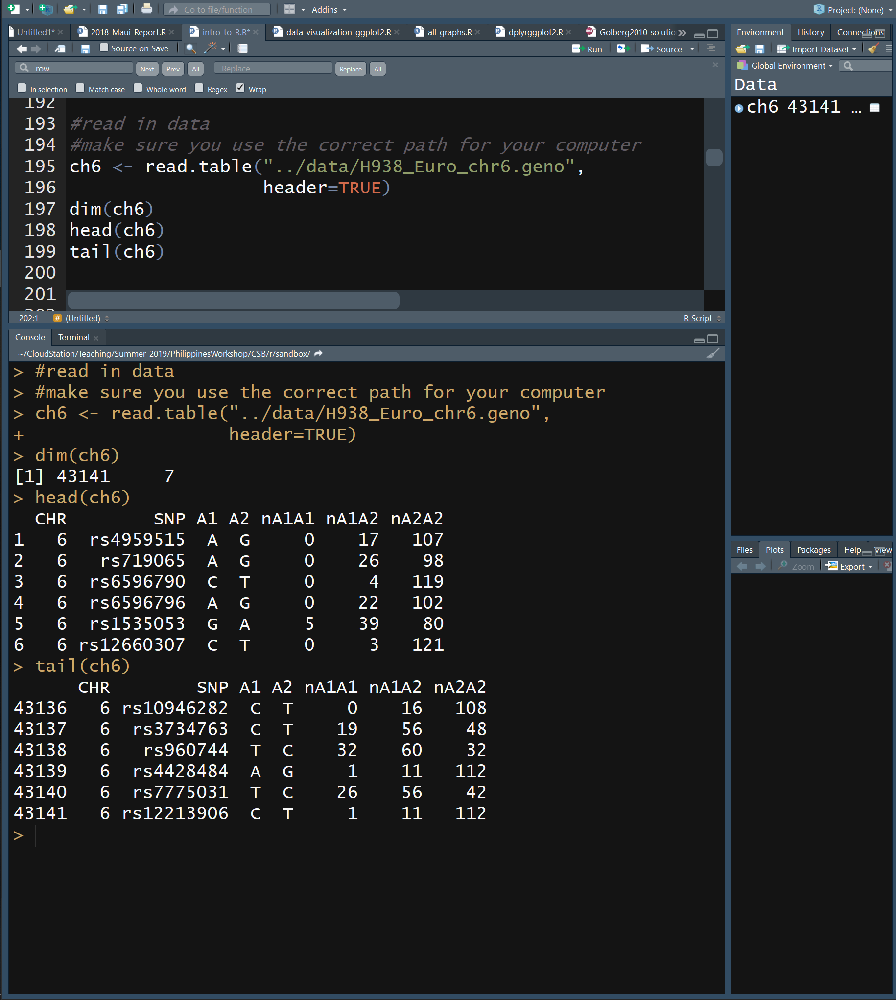 Go to file/function Addins Project: (None)
Untitled1* 2018_Maui_Report.R intro_to_R.R* data_visualization_ggplot2.R all_graphs.R dplyrggplot2.R Golberg2010_solutio
Source on Save Run Source
row Next Prev All Replace Replace All
In selection Match case Whole word Regex Wrap
192
193 #read in data
194 #make sure you use the correct path for your computer
195 ch6 <- read.table("../data/H938_Euro_chr6.geno",
196 header=TRUE)
197 dim(ch6)
198 head(ch6)
199 tail(ch6)
200
201
202:1 # (Untitled) R Script
Console Terminal
~/CloudStation/Teaching/Summer_2019/PhilippinesWorkshop/CSB/r/sandbox/
> #read in data
> #make sure you use the correct path for your computer
> ch6 <- read.table("../data/H938_Euro_chr6.geno",
+ header=TRUE)
> dim(ch6)
[1] 43141 7
> head(ch6)
CHR SNP A1 A2 nA1A1 nA1A2 nA2A2
1 6 rs4959515 A G 0 17 107
2 6 rs719065 A G 0 26 98
3 6 rs6596790 C T 0 4 119
4 6 rs6596796 A G 0 22 102
5 6 rs1535053 G A 5 39 80
6 6 rs12660307 C T 0 3 121
> tail(ch6)
CHR SNP A1 A2 nA1A1 nA1A2 nA2A2
43136 6 rs10946282 C T 0 16 108
43137 6 rs3734763 C T 19 56 48
43138 6 rs960744 T C 32 60 32
43139 6 rs4428484 A G 1 11 112
43140 6 rs7775031 T C 26 56 42
43141 6 rs12213906 C T 1 11 112
>
Environment History Connections
Import Dataset
Global Environment
Data
ch6 43141 ...
Files Plots Packages Help View
Zoom Export